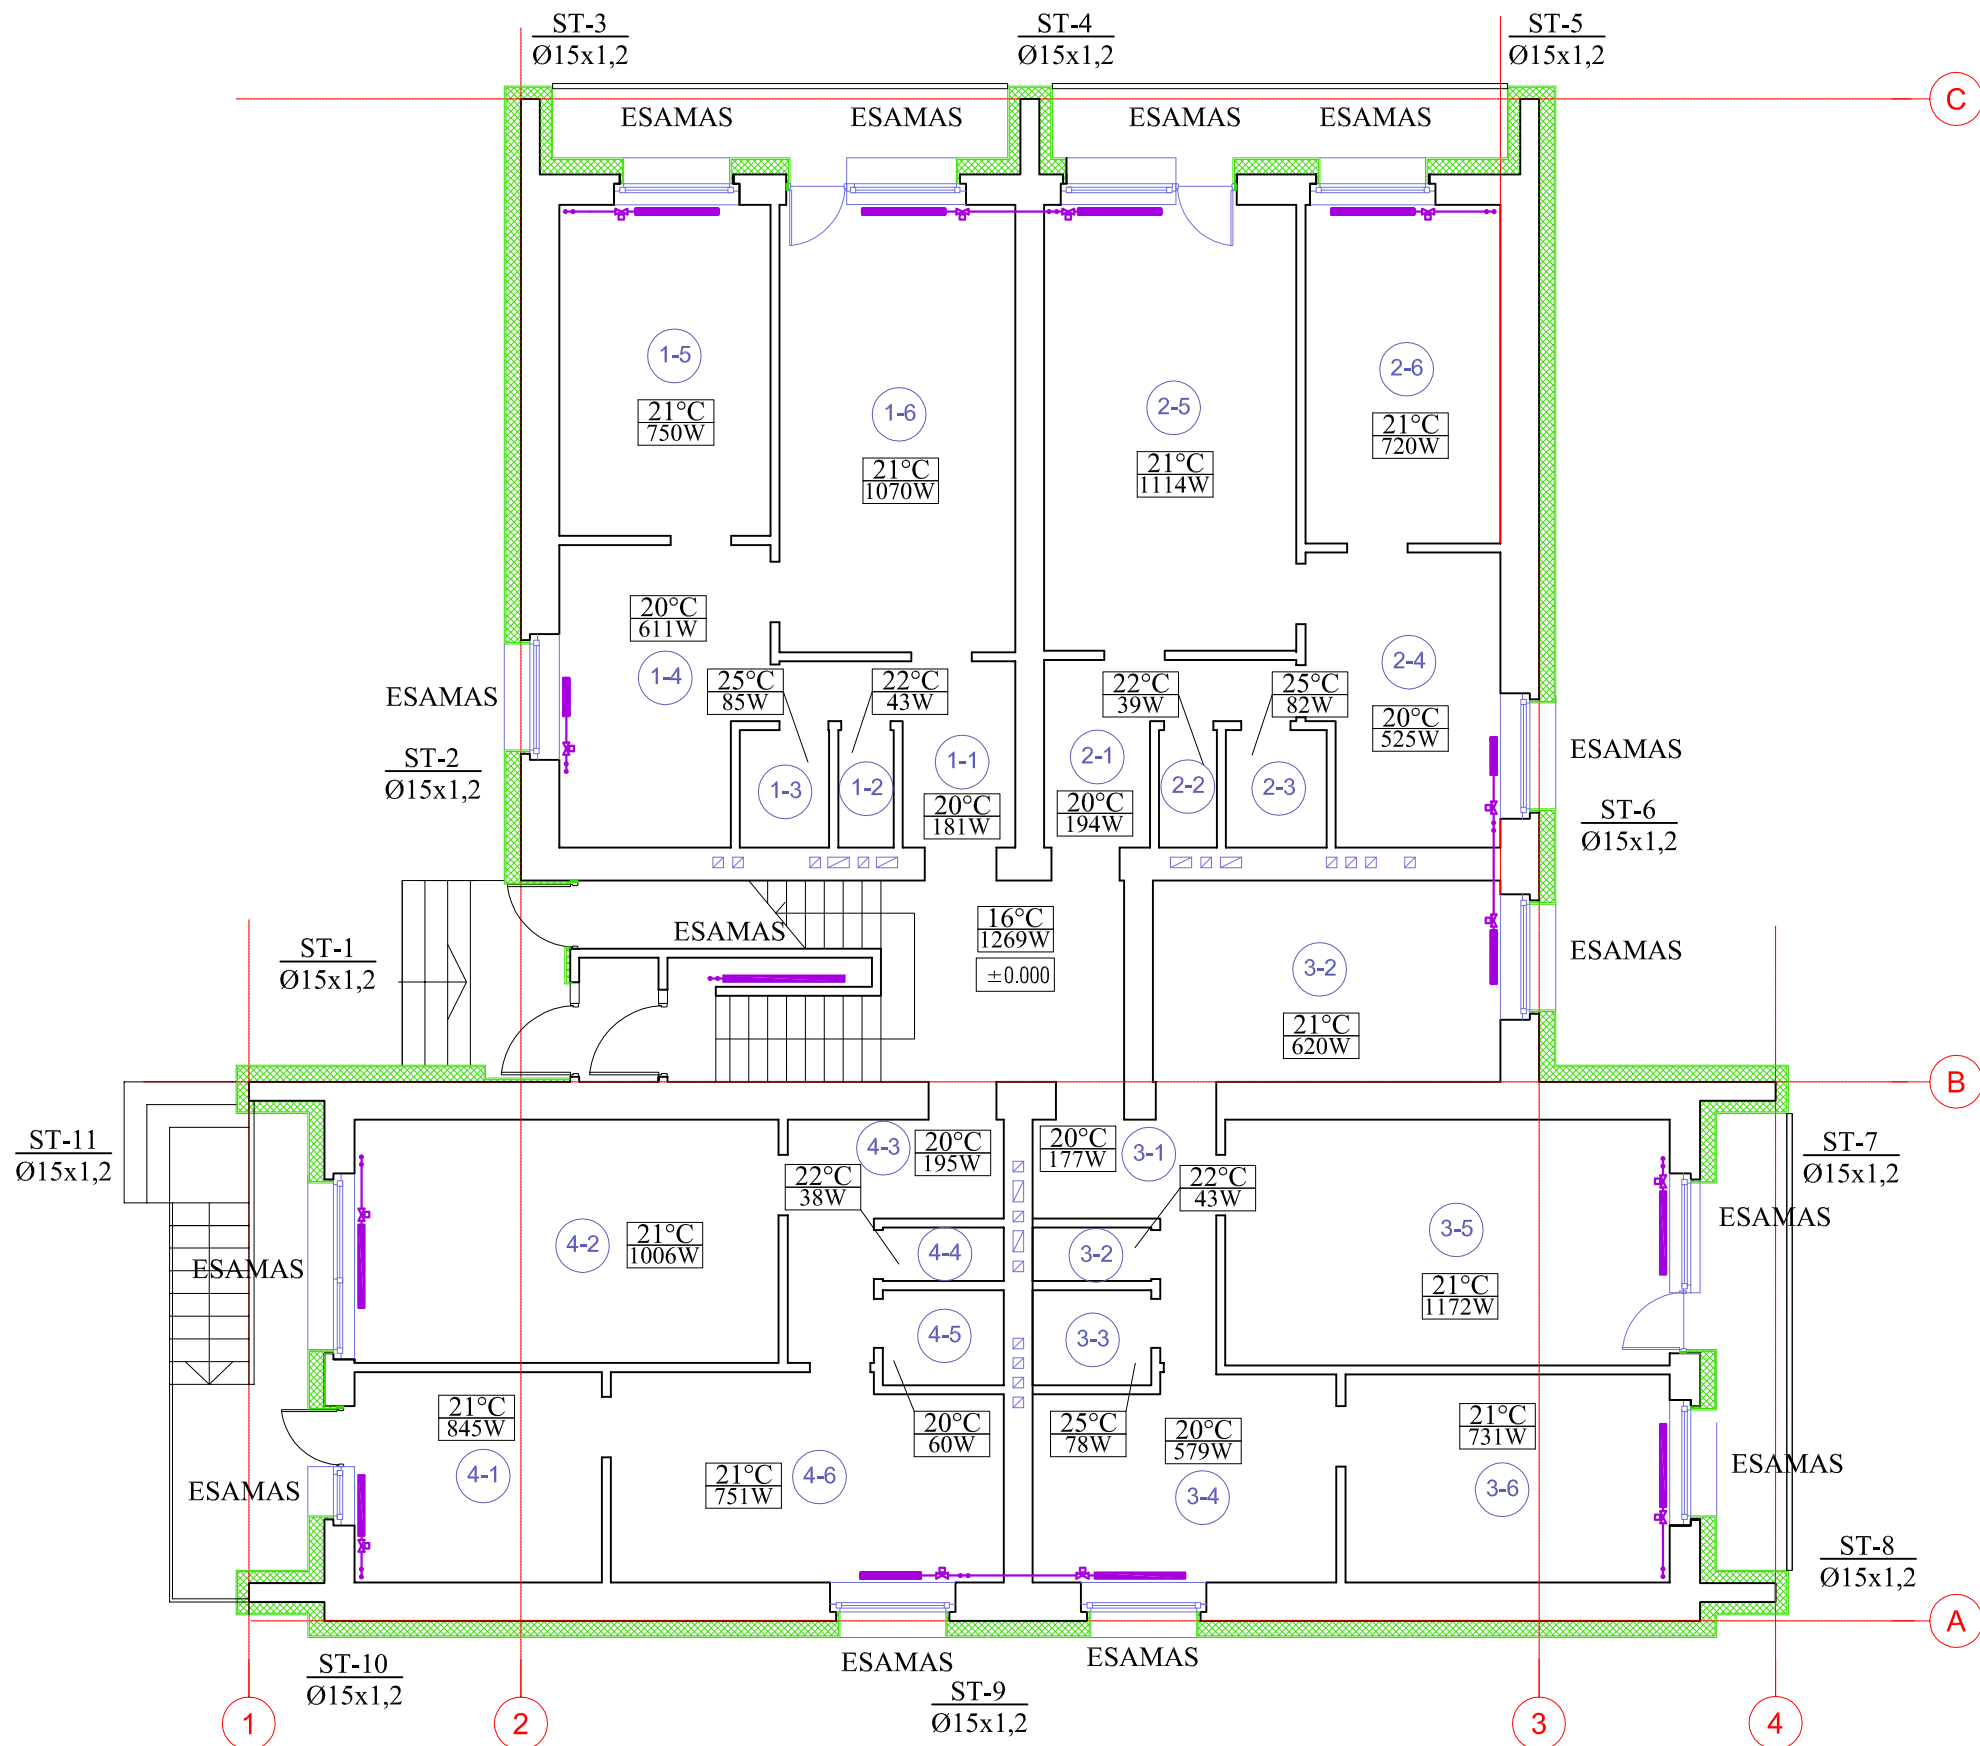 ST-3
Ø15x1,2
ST-4
Ø15x1,2
ST-5
Ø15x1,2
C
ESAMAS
ESAMAS
ESAMAS
ESAMAS
1-5
21°C
750W
1-6
21°C
1070W
2-5
21°C
1114W
2-6
21°C
720W
20°C
611W
1-4
25°C
85W
22°C
43W
22°C
39W
25°C
82W
2-4
20°C
525W
ESAMAS
ST-2
Ø15x1,2
1-3
1-2
1-1
20°C
181W
2-1
20°C
194W
2-2
2-3
ESAMAS
ST-6
Ø15x1,2
ST-1
Ø15x1,2
ESAMAS
16°C
1269W
±0.000
3-2
21°C
620W
ESAMAS
B
ST-11
Ø15x1,2
4-3
20°C
195W
20°C
177W
3-1
22°C
38W
22°C
43W
ST-7
Ø15x1,2
ESAMAS
ESAMAS
4-2
21°C
1006W
4-4
3-2
3-5
21°C
1172W
4-5
3-3
21°C
845W
4-1
21°C
751W
4-6
20°C
60W
25°C
78W
20°C
579W
3-4
21°C
731W
3-6
ESAMAS
ESAMAS
ST-8
Ø15x1,2
A
ESAMAS
ESAMAS
ST-10
Ø15x1,2
ST-9
Ø15x1,2
1
2
3
4